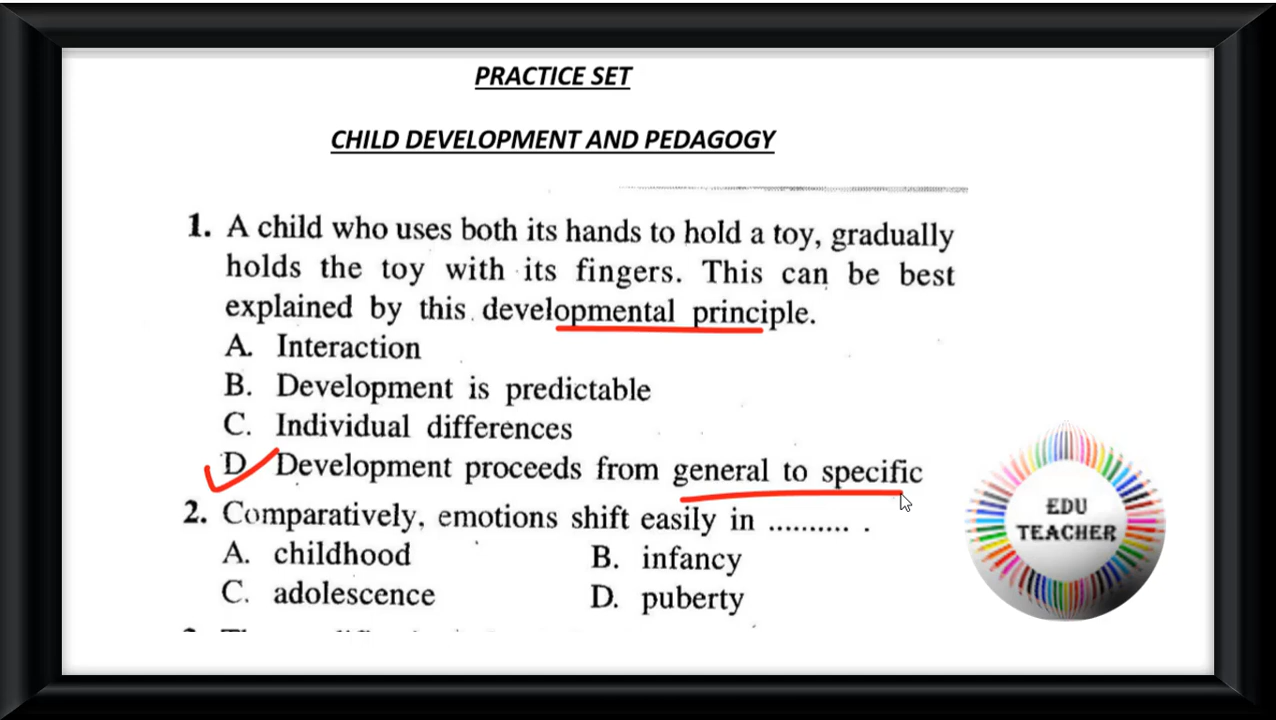 PRACTICE SET
CHILD DEVELOPMENT AND PEDAGOGY
1. A child who uses both its hands to hold a toy, gradually
holds the toy with its fingers. This can be best
explained by this developmental principle.
A. Interaction
B. Development is predictable
C. Individual differences
D Development proceeds from general to specific
2. Comparatively, emotions shift easily in .......... .
A. childhood B. infancy
C. adolescence D. puberty
EDU
TEACHER